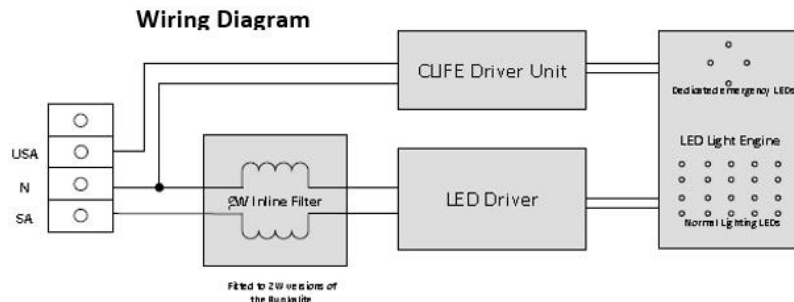 Wiring Diagram
CLIFE Driver Unit
Dedicated emergency LEDs
USA
N
SA
2W Inline Filter
LED Driver
LED Light Engine
Normal Lighting LEDs
Fitted to 2W versions of
the Bunkalite